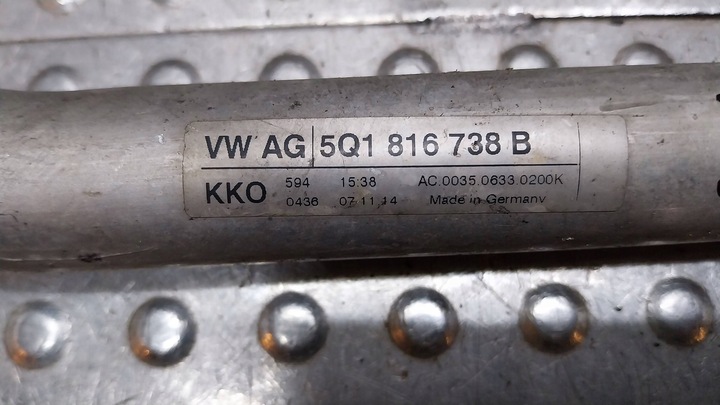 VW AG 5Q1 816 738 B
KKO 594 15:38 AC.0035.0633.0200K
0436 07.11.14 Made in Germany